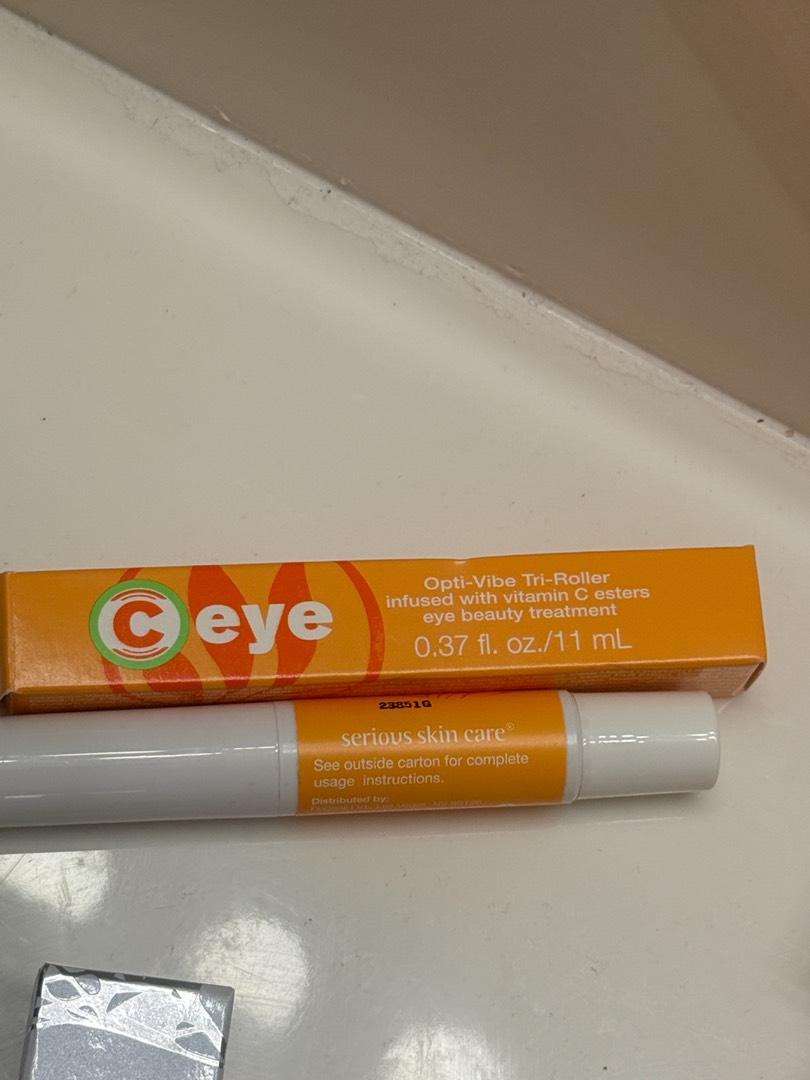 C eye
Opti-Vibe Tri-Roller
infused with vitamin C esters
eye beauty treatment
0.37 fl. oz./11 mL
23851G
serious skin care®
See outside carton for complete
usage instructions.
Distributed by: